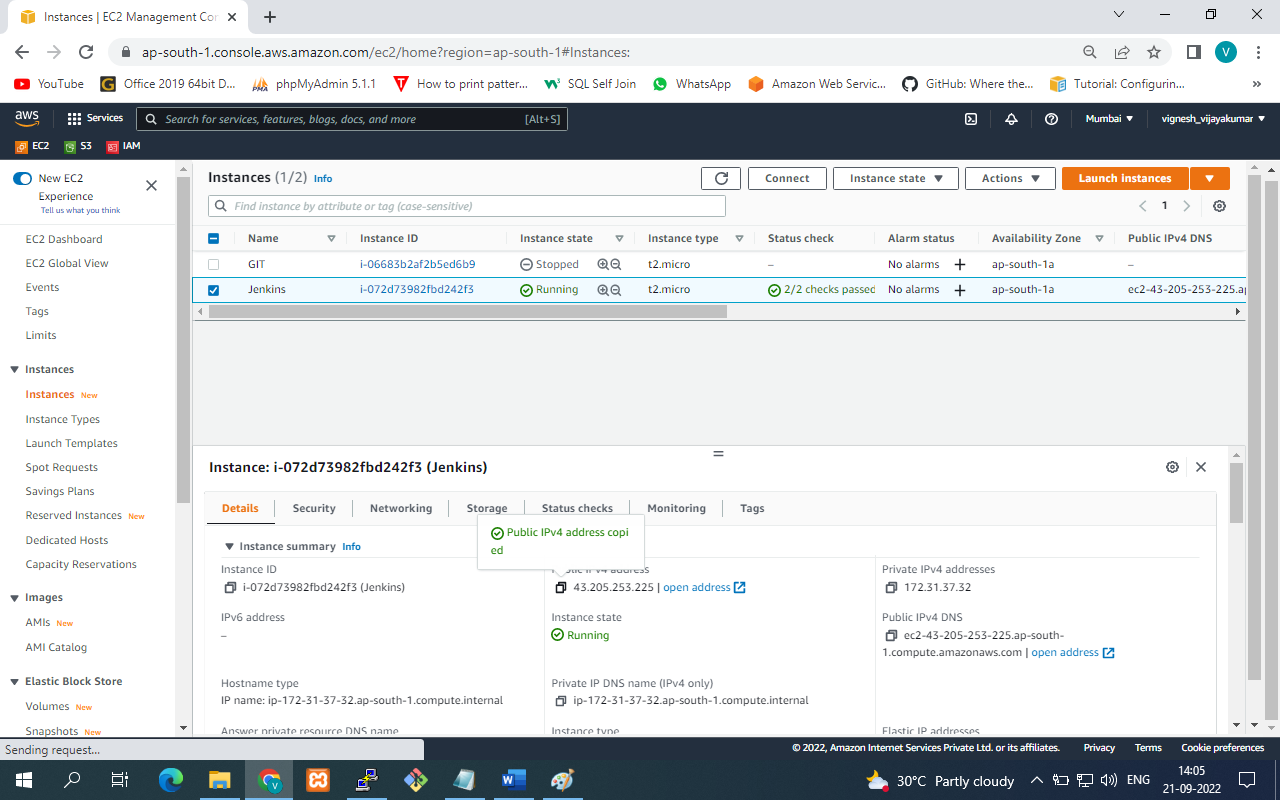 Instances | EC2 Management Con
ap-south-1.console.aws.amazon.com/ec2/home?region=ap-south-1#Instances:
V
YouTube
Office 2019 64bit D...
phpMyAdmin 5.1.1
How to print patter...
SQL Self Join
WhatsApp
Amazon Web Servic...
GitHub: Where the...
Tutorial: Configurin...
aws
Services
Search for services, features, blogs, docs, and more
[Alt+S]
Mumbai
vignesh_vijayakumar
EC2
S3
IAM
New EC2
Experience
Tell us what you think
EC2 Dashboard
EC2 Global View
Events
Tags
Limits
Instances
Instances New
Instance Types
Launch Templates
Spot Requests
Savings Plans
Reserved Instances New
Dedicated Hosts
Capacity Reservations
Images
AMIs New
AMI Catalog
Elastic Block Store
Volumes New
Snapshots New
Instances (1/2) Info
Connect
Instance state
Actions
Launch instances
Find instance by attribute or tag (case-sensitive)
1
Name Instance ID Instance state Instance type Status check Alarm status Availability Zone Public IPv4 DNS
GIT i-06683b2af2b5ed6b9 Stopped t2.micro – No alarms + ap-south-1a –
Jenkins i-072d73982fbd242f3 Running t2.micro 2/2 checks passed No alarms + ap-south-1a ec2-43-205-253-225.ap
Instance: i-072d73982fbd242f3 (Jenkins)
Details
Security
Networking
Storage
Status checks
Monitoring
Tags
Public IPv4 address copi
ed
Instance summary Info
Instance ID
i-072d73982fbd242f3 (Jenkins)
Public IPv4 address
43.205.253.225 | open address
Private IPv4 addresses
172.31.37.32
IPv6 address
–
Instance state
Running
Public IPv4 DNS
ec2-43-205-253-225.ap-south-
1.compute.amazonaws.com | open address
Hostname type
IP name: ip-172-31-37-32.ap-south-1.compute.internal
Private IP DNS name (IPv4 only)
ip-172-31-37-32.ap-south-1.compute.internal
Answer private resource DNS name
Instance type
Elastic IP addresses
Sending request...
© 2022, Amazon Internet Services Private Ltd. or its affiliates.
Privacy
Terms
Cookie preferences
30°C Partly cloudy
ENG
14:05
21-09-2022